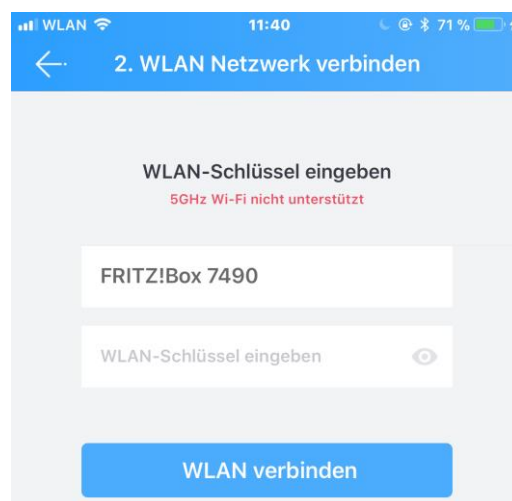 WLAN 11:40 71 %
2. WLAN Netzwerk verbinden
WLAN-Schlüssel eingeben
5GHz Wi-Fi nicht unterstützt
FRITZ!Box 7490
WLAN-Schlüssel eingeben
WLAN verbinden